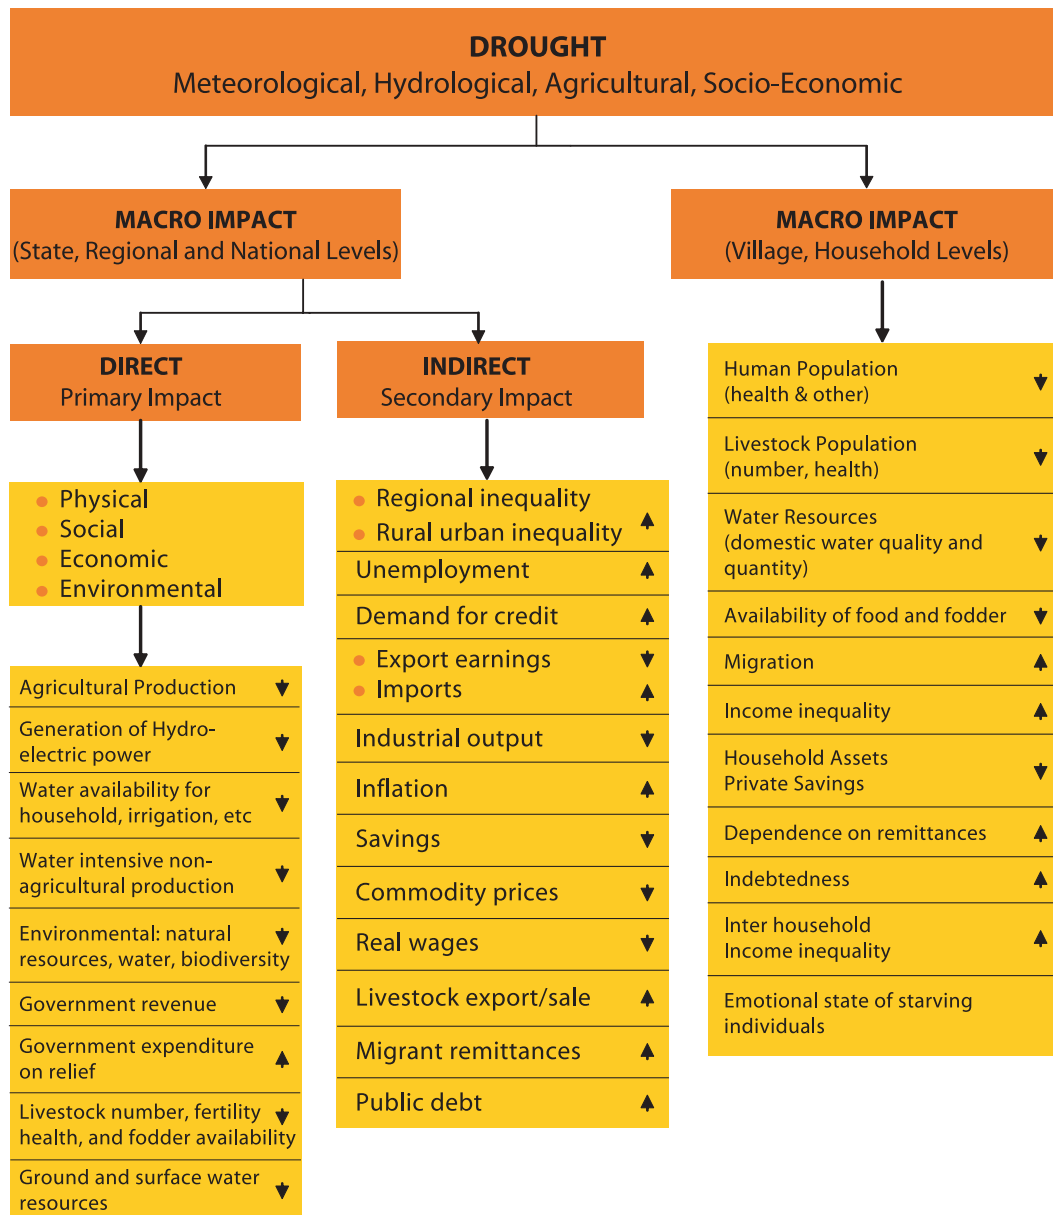 DROUGHT
Meteorological, Hydrological, Agricultural, Socio-Economic
MACRO IMPACT
(State, Regional and National Levels)
MACRO IMPACT
(Village, Household Levels)
DIRECT
Primary Impact
INDIRECT
Secondary Impact
Physical
Social
Economic
Environmental
Agricultural Production
Generation of Hydro-
electric power
Water availability for
household, irrigation, etc
Water intensive non-
agricultural production
Environmental: natural
resources, water, biodiversity
Government revenue
Government expenditure
on relief
Livestock number, fertility
health, and fodder availability
Ground and surface water
resources
Regional inequality
Rural urban inequality
Unemployment
Demand for credit
Export earnings
Imports
Industrial output
Inflation
Savings
Commodity prices
Real wages
Livestock export/sale
Migrant remittances
Public debt
Human Population
(health & other)
Livestock Population
(number, health)
Water Resources
(domestic water quality and
quantity)
Availability of food and fodder
Migration
Income inequality
Household Assets
Private Savings
Dependence on remittances
Indebtedness
Inter household
Income inequality
Emotional state of starving
individuals